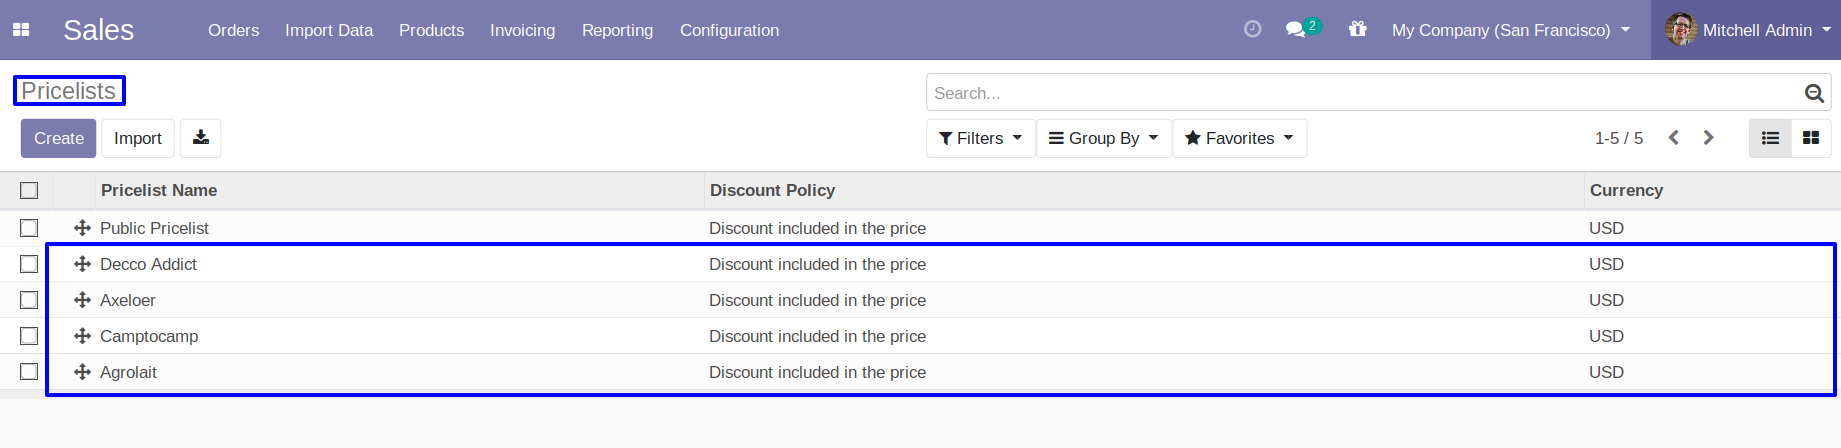 Sales Orders Import Data Products Invoicing Reporting Configuration 2 My Company (San Francisco) Mitchell Admin
Pricelists Search...
Create Import Filters Group By Favorites 1-5 / 5
Pricelist Name Discount Policy Currency
Public Pricelist Discount included in the price USD
Decco Addict Discount included in the price USD
Axeloer Discount included in the price USD
Camptocamp Discount included in the price USD
Agrolait Discount included in the price USD